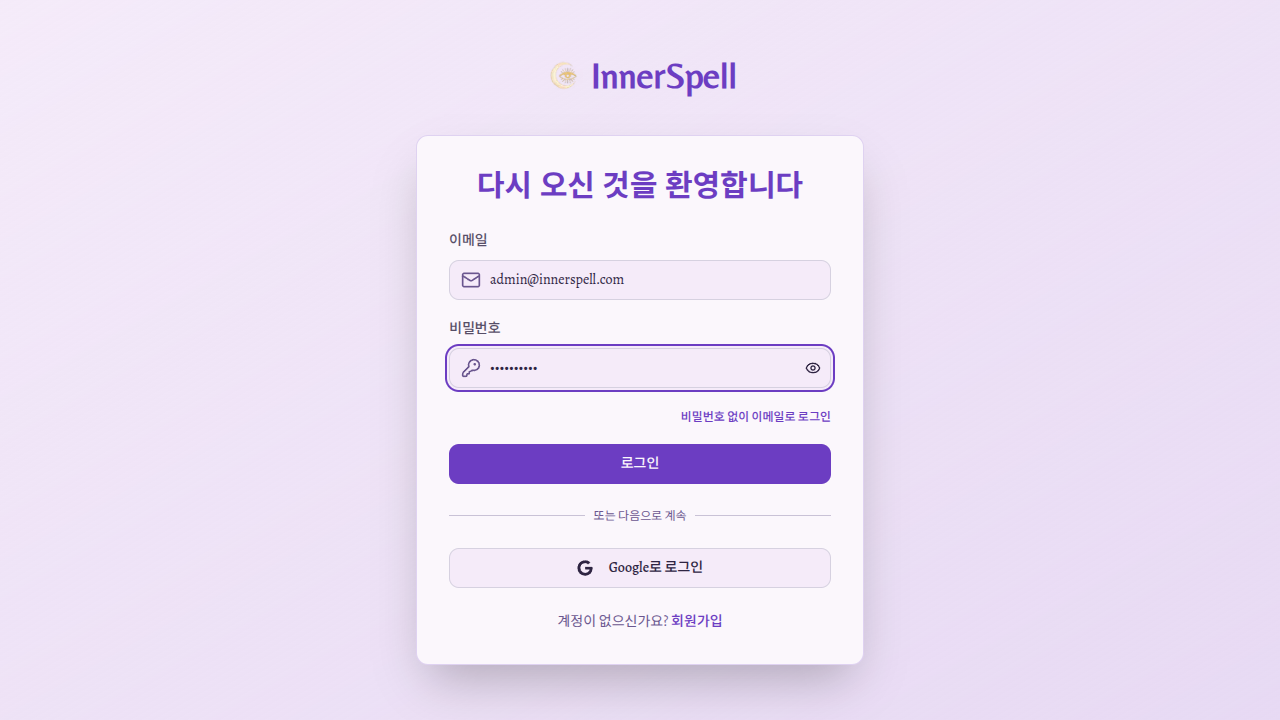 InnerSpell
다시 오신 것을 환영합니다
이메일
admin@innerspell.com
비밀번호
••••••••••
비밀번호 없이 이메일로 로그인
로그인
또는 다음으로 계속
Google로 로그인
계정이 없으신가요? 회원가입